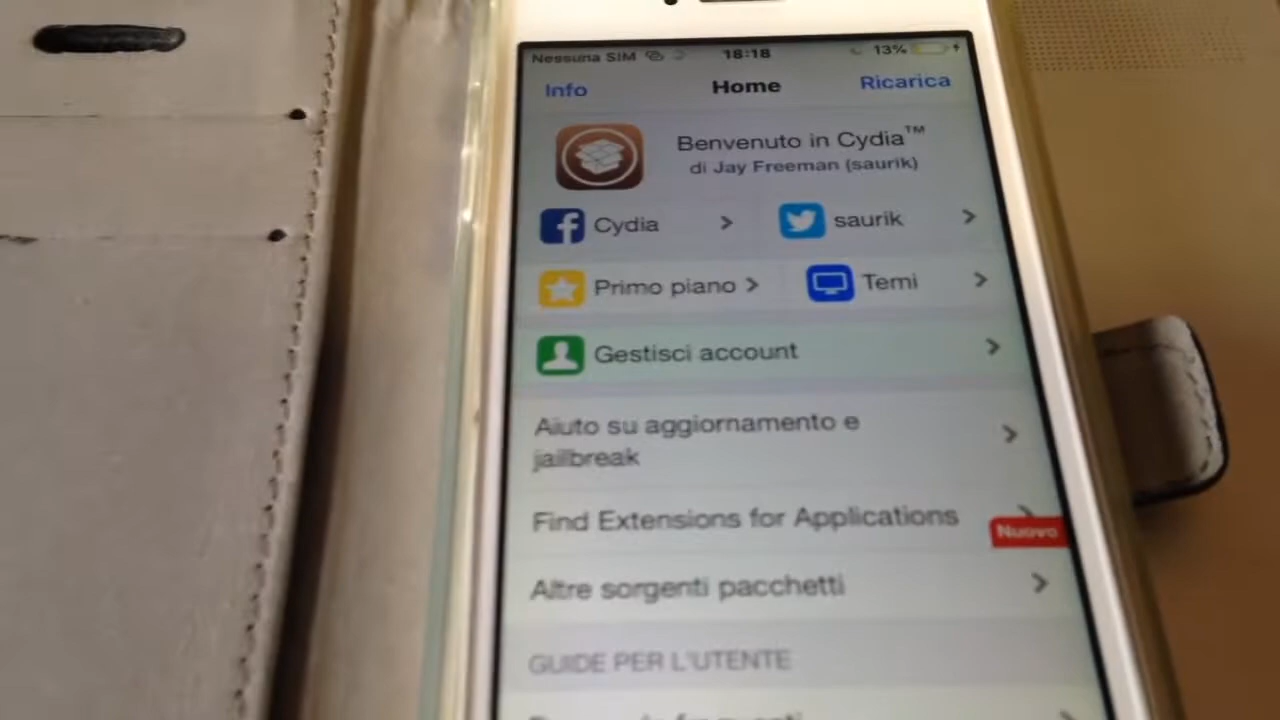 Nessuna SIM 18:18 13%
Info Home Ricarica
Benvenuto in Cydia™
di Jay Freeman (saurik)
Cydia saurik
Primo piano Temi
Gestisci account
Aiuto su aggiornamento e
jailbreak
Find Extensions for Applications
Nuovo
Altre sorgenti pacchetti
GUIDE PER L'UTENTE